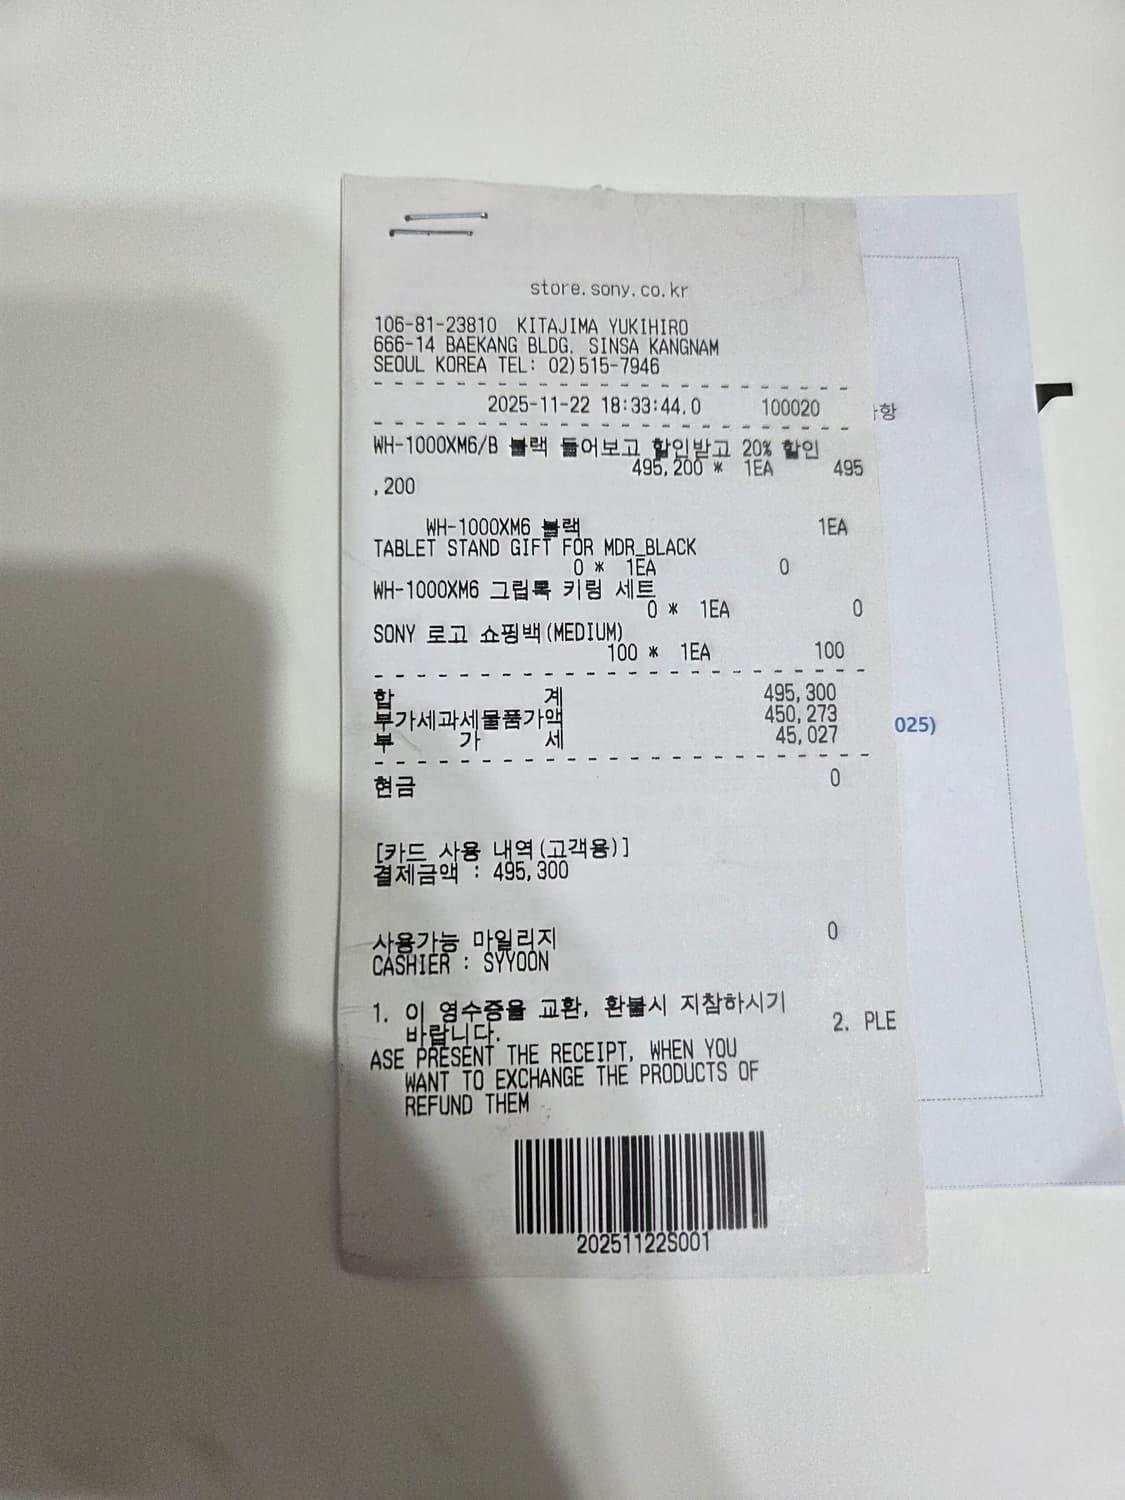 store.sony.co.kr
106-81-23810 KITAJIMA YUKIHIRO
666-14 BAEKANG BLDG. SINSA KANGNAM
SEOUL KOREA TEL: 02)515-7946
2025-11-22 18:33:44.0 100020
WH-1000XM6/B 블랙 들어보고 할인받고 20% 할인
495,200 * 1EA 495
,200
WH-1000XM6 블랙 1EA
TABLET STAND GIFT FOR MDR_BLACK
0 * 1EA 0
WH-1000XM6 그립톡 키링 세트
0 * 1EA 0
SONY 로고 쇼핑백(MEDIUM)
100 * 1EA 100
합 계 495,300
부가세과세물품가액 450,273
부 가 세 45,027
현금 0
[카드 사용 내역(고객용)]
결제금액 : 495,300
사용가능 마일리지 0
CASHIER : SYYOON
1. 이 영수증을 교환, 환불시 지참하시기
바랍니다. 2. PLE
ASE PRESENT THE RECEIPT, WHEN YOU
WANT TO EXCHANGE THE PRODUCTS OF
REFUND THEM
20251122S001
항
025)